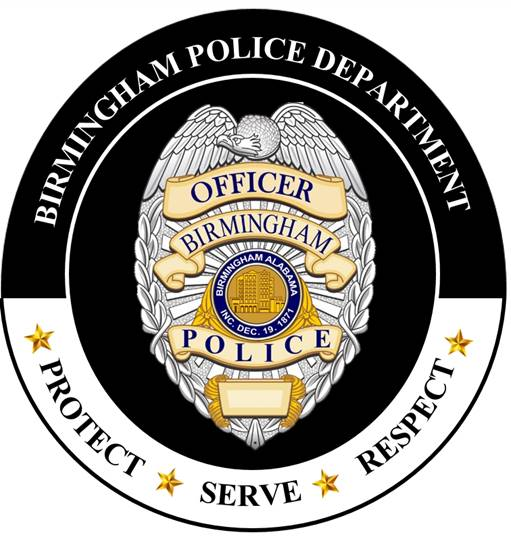 BIRMINGHAM POLICE DEPARTMENT
OFFICER
BIRMINGHAM
BIRMINGHAM ALABAMA
INC. DEC. 19. 1871
POLICE
PROTECT
SERVE
RESPECT